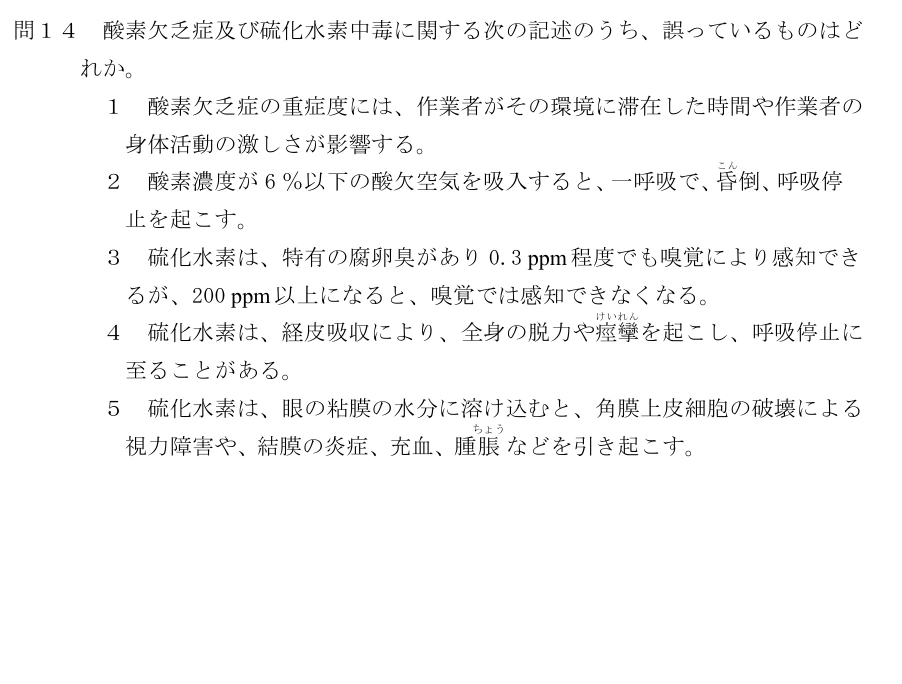 問１４　酸素欠乏症及び硫化水素中毒に関する次の記述のうち、誤っているものはど
れか。
１　酸素欠乏症の重症度には、作業者がその環境に滞在した時間や作業者の
身体活動の激しさが影響する。
２　酸素濃度が６％以下の酸欠空気を吸入すると、一呼吸で、昏倒、呼吸停
こん
止を起こす。
３　硫化水素は、特有の腐卵臭があり 0.3 ppm程度でも嗅覚により感知でき
るが、200 ppm以上になると、嗅覚では感知できなくなる。
けいれん
４　硫化水素は、経皮吸収により、全身の脱力や痙攣を起こし、呼吸停止に
至ることがある。
５　硫化水素は、眼の粘膜の水分に溶け込むと、角膜上皮細胞の破壊による
ちょう
視力障害や、結膜の炎症、充血、腫脹などを引き起こす。